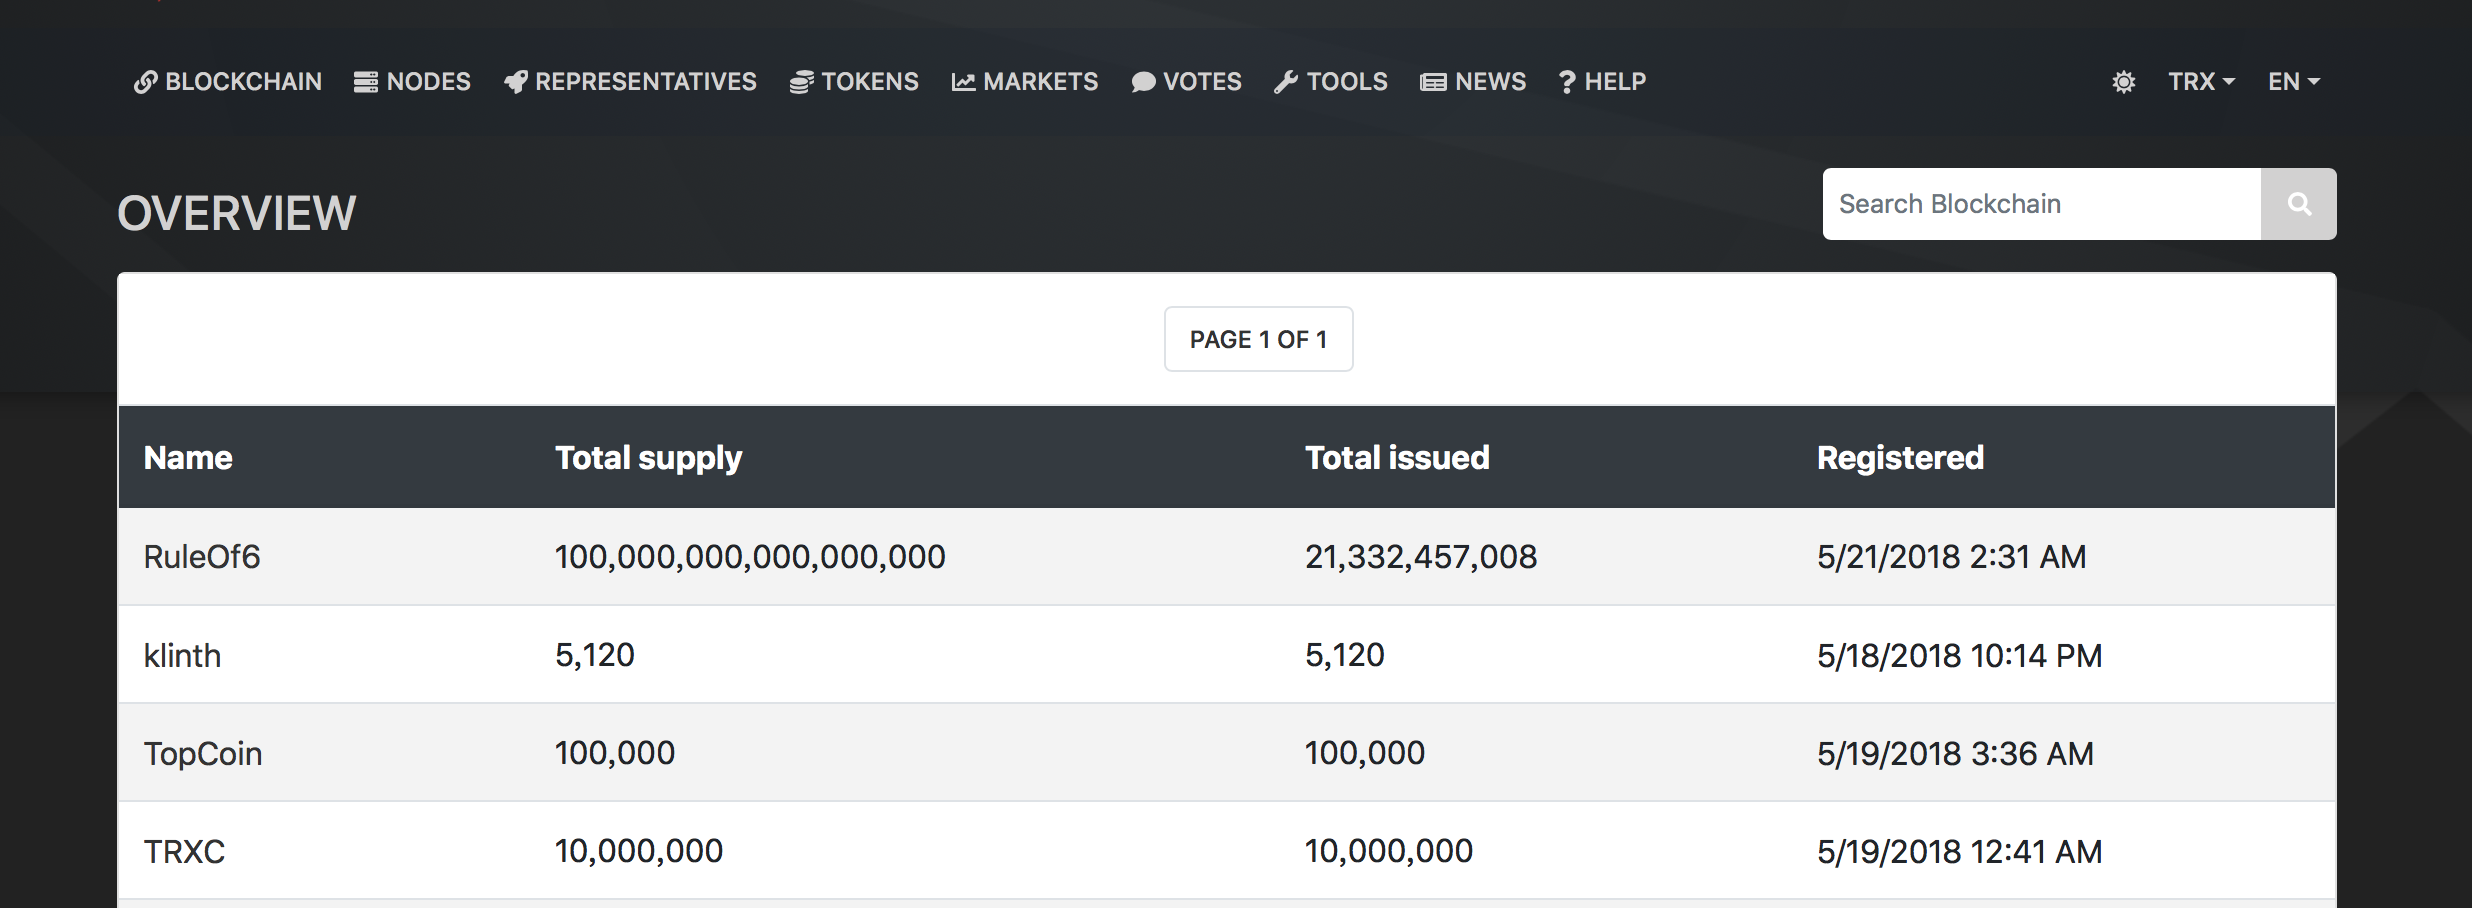 BLOCKCHAIN NODES REPRESENTATIVES TOKENS MARKETS VOTES TOOLS NEWS HELP TRX EN
OVERVIEW Search Blockchain
PAGE 1 OF 1
Name Total supply Total issued Registered
RuleOf6 100,000,000,000,000,000 21,332,457,008 5/21/2018 2:31 AM
klinth 5,120 5,120 5/18/2018 10:14 PM
TopCoin 100,000 100,000 5/19/2018 3:36 AM
TRXC 10,000,000 10,000,000 5/19/2018 12:41 AM